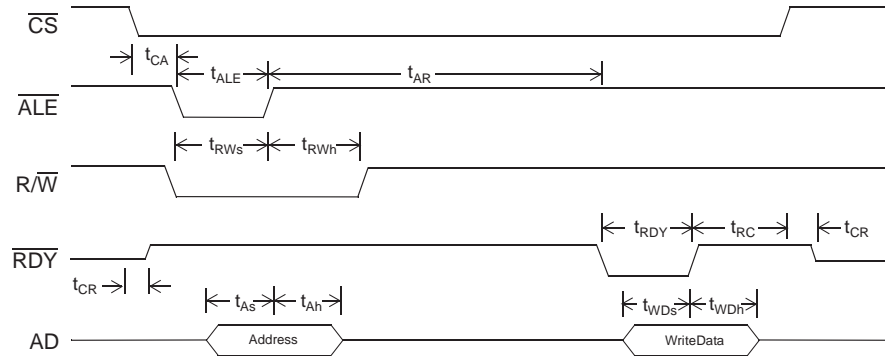 CS
tCA
tALE
tAR
ALE
tRWs
tRWh
R/W
tRDY
tRC
tCR
RDY
tCR
tAs
tAh
tWDs
tWDh
AD
Address
WriteData